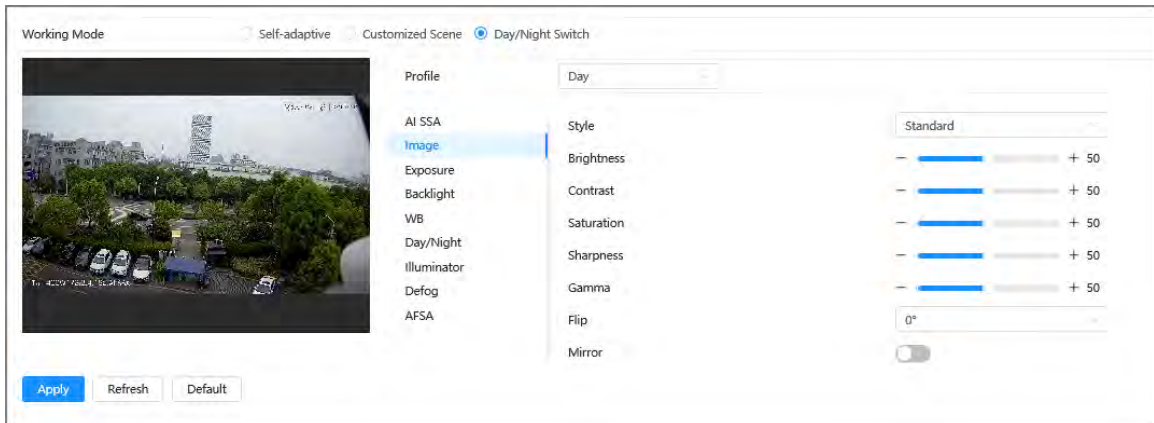 Working Mode Self-adaptive Customized Scene Day/Night Switch
Profile Day
AI SSA
Image
Exposure
Backlight
WB
Day/Night
Illuminator
Defog
AFSA
Style Standard
Brightness - + 50
Contrast - + 50
Saturation - + 50
Sharpness - + 50
Gamma - + 50
Flip 0°
Mirror
Apply Refresh Default